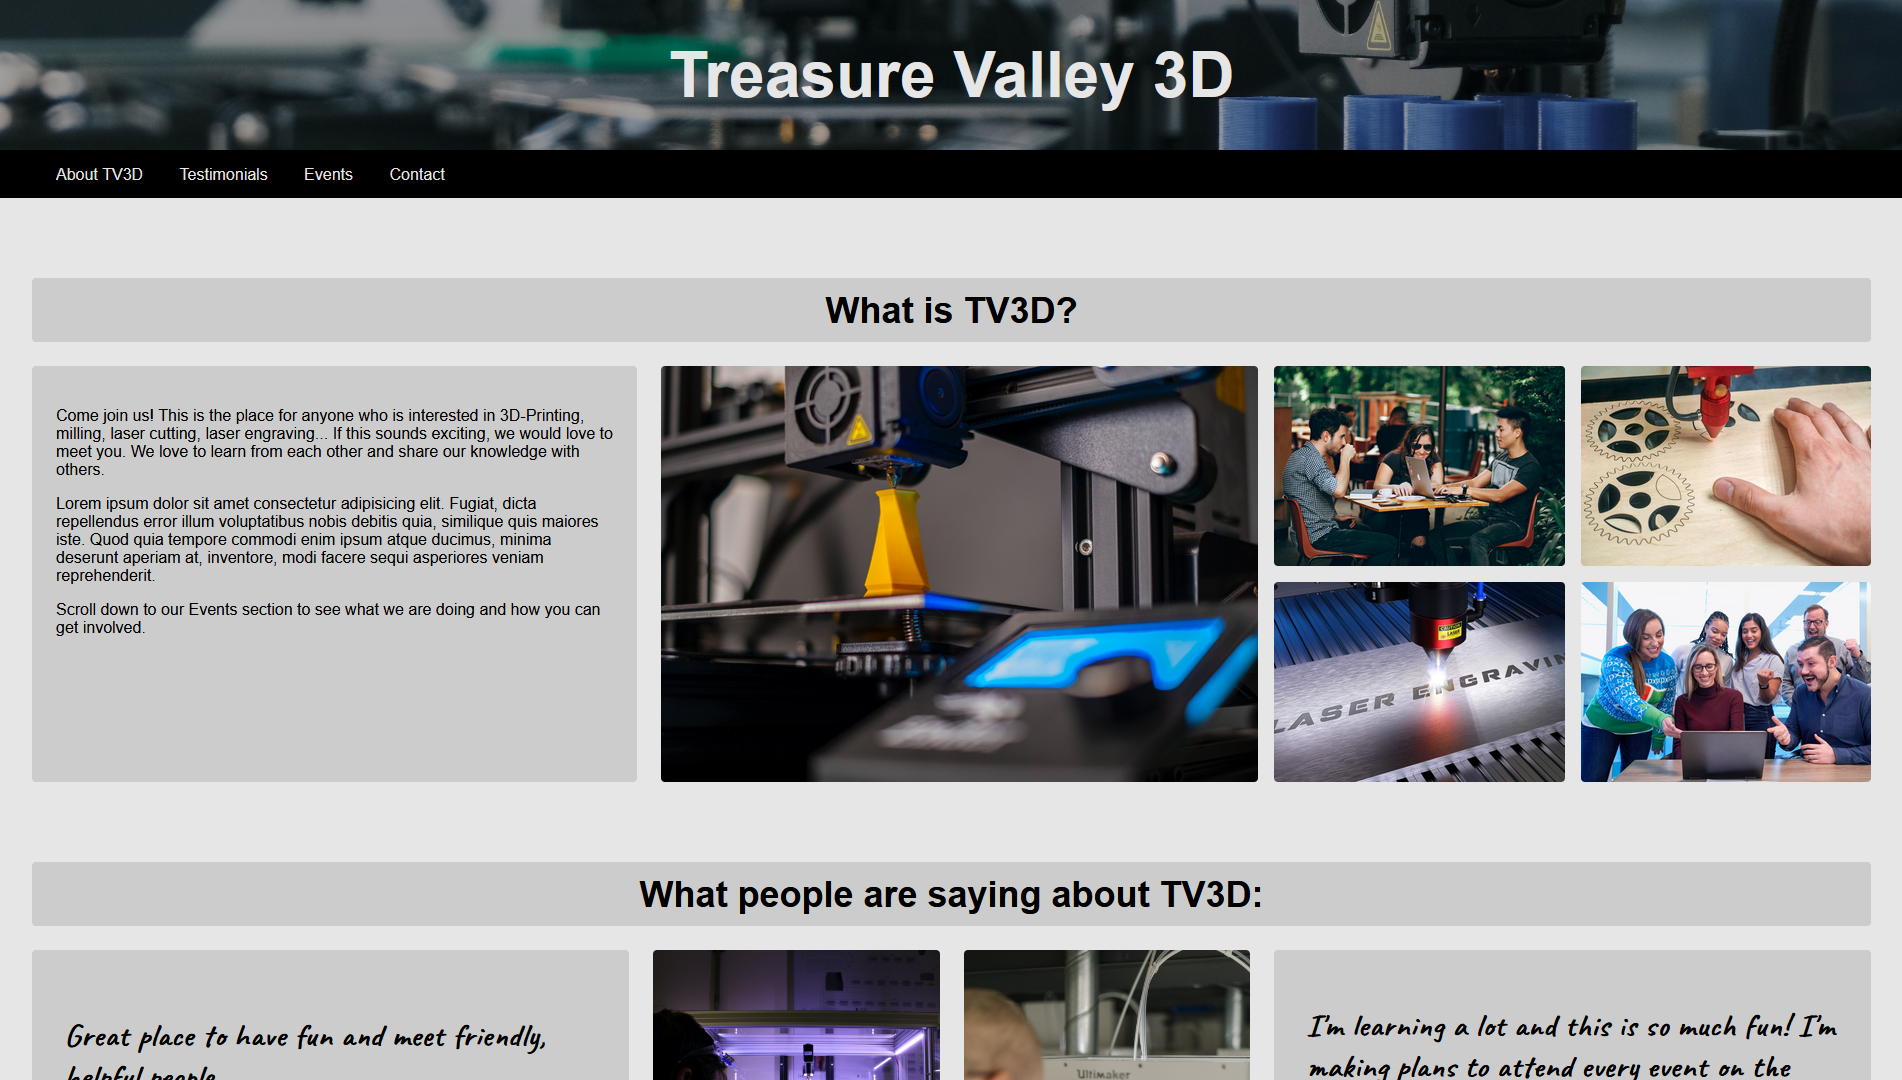 Treasure Valley 3D
About TV3D Testimonials Events Contact
What is TV3D?
Come join us! This is the place for anyone who is interested in 3D-Printing,
milling, laser cutting, laser engraving... If this sounds exciting, we would love to
meet you. We love to learn from each other and share our knowledge with
others.
Lorem ipsum dolor sit amet consectetur adipisicing elit. Fugiat, dicta
repellendus error illum voluptatibus nobis debitis quia, similique quis maiores
iste. Quod quia tempore commodi enim ipsum atque ducimus, minima
deserunt aperiam at, inventore, modi facere sequi asperiores veniam
reprehenderit.
Scroll down to our Events section to see what we are doing and how you can
get involved.
CAUTION
LASER
LASER ENGRAVIN
What people are saying about TV3D:
Great place to have fun and meet friendly,
helpful people
Ultimaker
I'm learning a lot and this is so much fun! I'm
making plans to attend every event on the